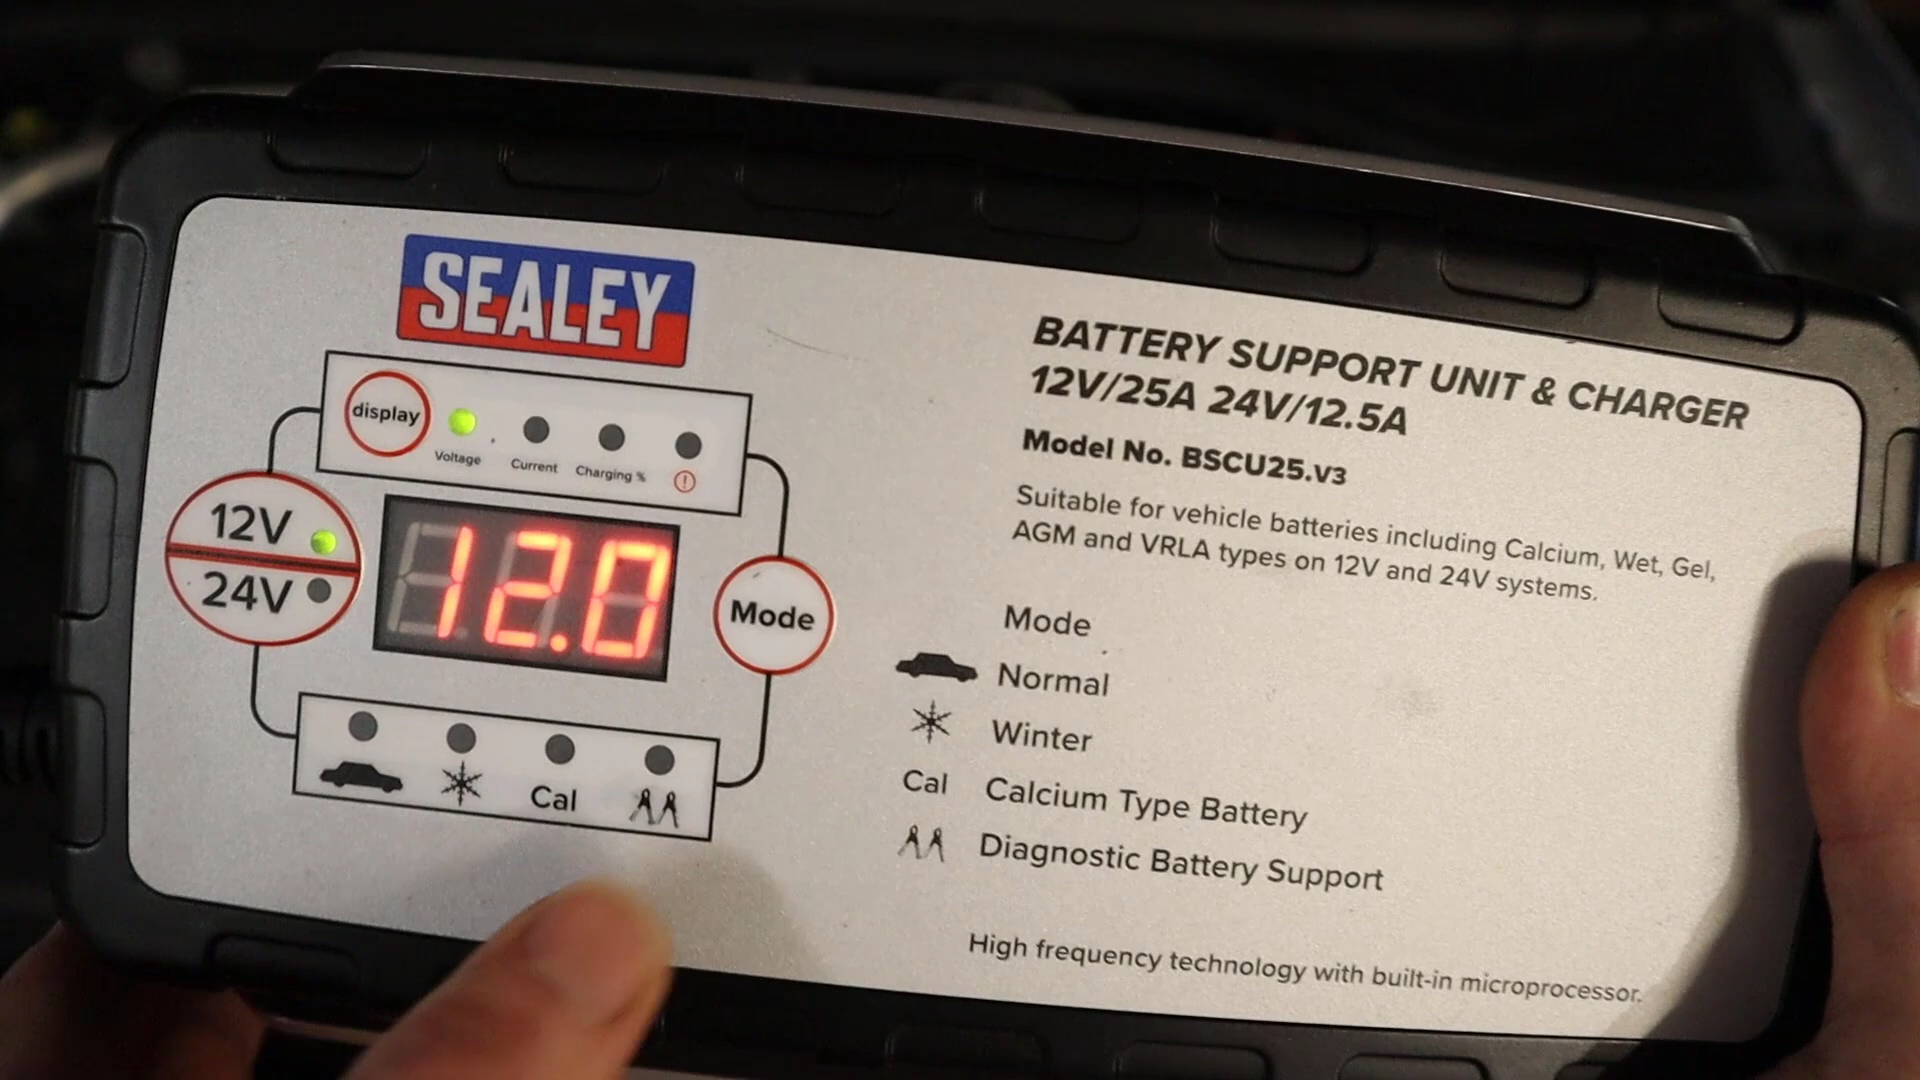 SEALEY
display
Voltage
Current
Charging %
12V
24V
12.0
Mode
Cal
BATTERY SUPPORT UNIT & CHARGER
12V/25A 24V/12.5A
Model No. BSCU25.v3
Suitable for vehicle batteries including Calcium, Wet, Gel,
AGM and VRLA types on 12V and 24V systems.
Mode
Normal
Winter
Cal Calcium Type Battery
Diagnostic Battery Support
High frequency technology with built-in microprocessor.